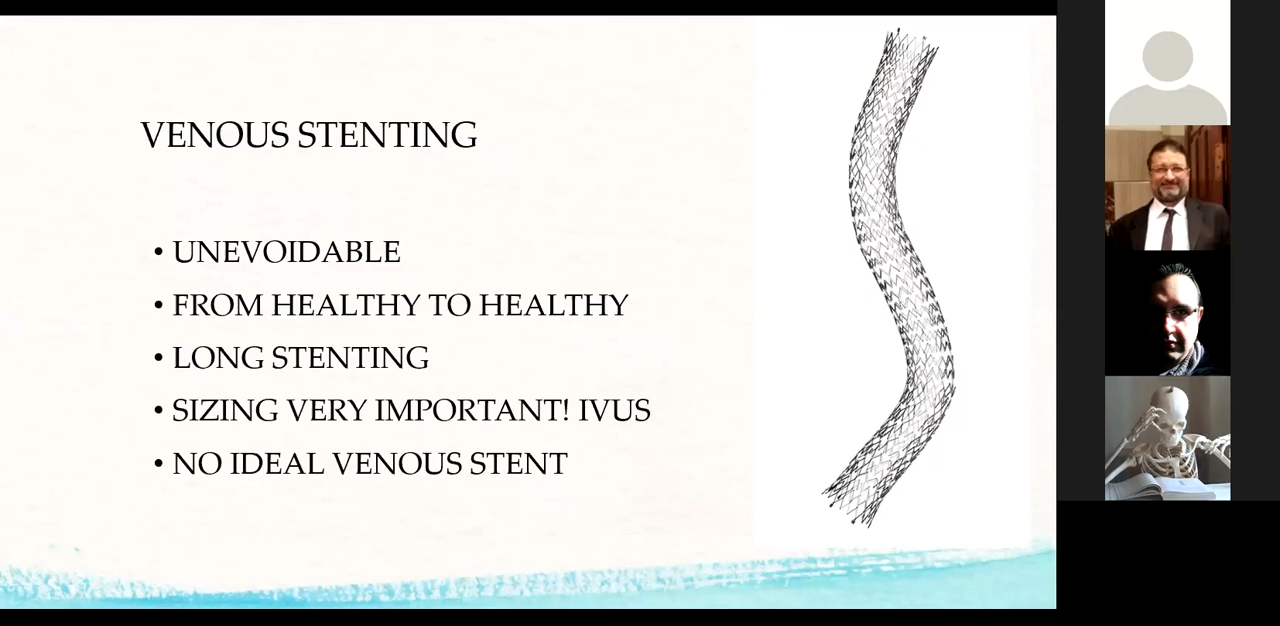 VENOUS STENTING
• UNEVOIDABLE
• FROM HEALTHY TO HEALTHY
• LONG STENTING
• SIZING VERY IMPORTANT! IVUS
• NO IDEAL VENOUS STENT